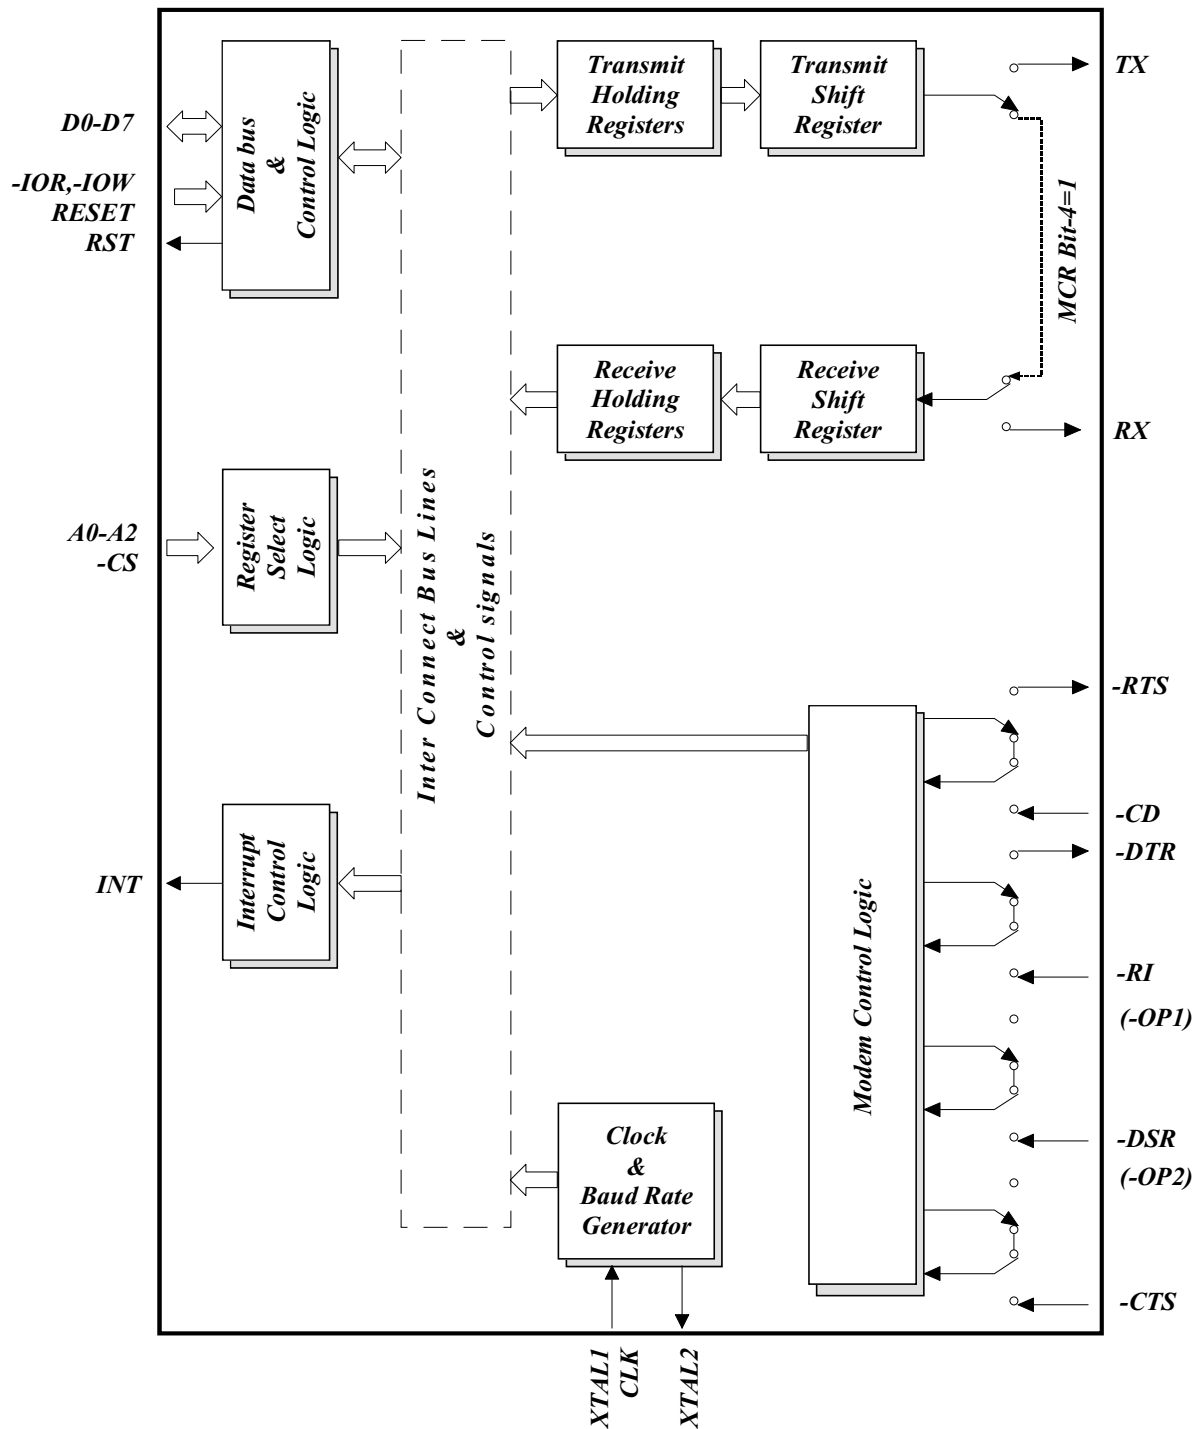 D0-D7
-IOR,-IOW
RESET
RST
A0-A2
-CS
INT
Data bus
&
Control Logic
Register
Select
Logic
Interrupt
Control
Logic
Inter Connect Bus Lines
&
Control signals
Transmit
Holding
Registers
Transmit
Shift
Register
Receive
Holding
Registers
Receive
Shift
Register
MCR Bit-4=1
Clock
&
Baud Rate
Generator
Modem Control Logic
TX
RX
-RTS
-CD
-DTR
-RI
(-OP1)
-DSR
(-OP2)
-CTS
XTAL1
CLK
XTAL2